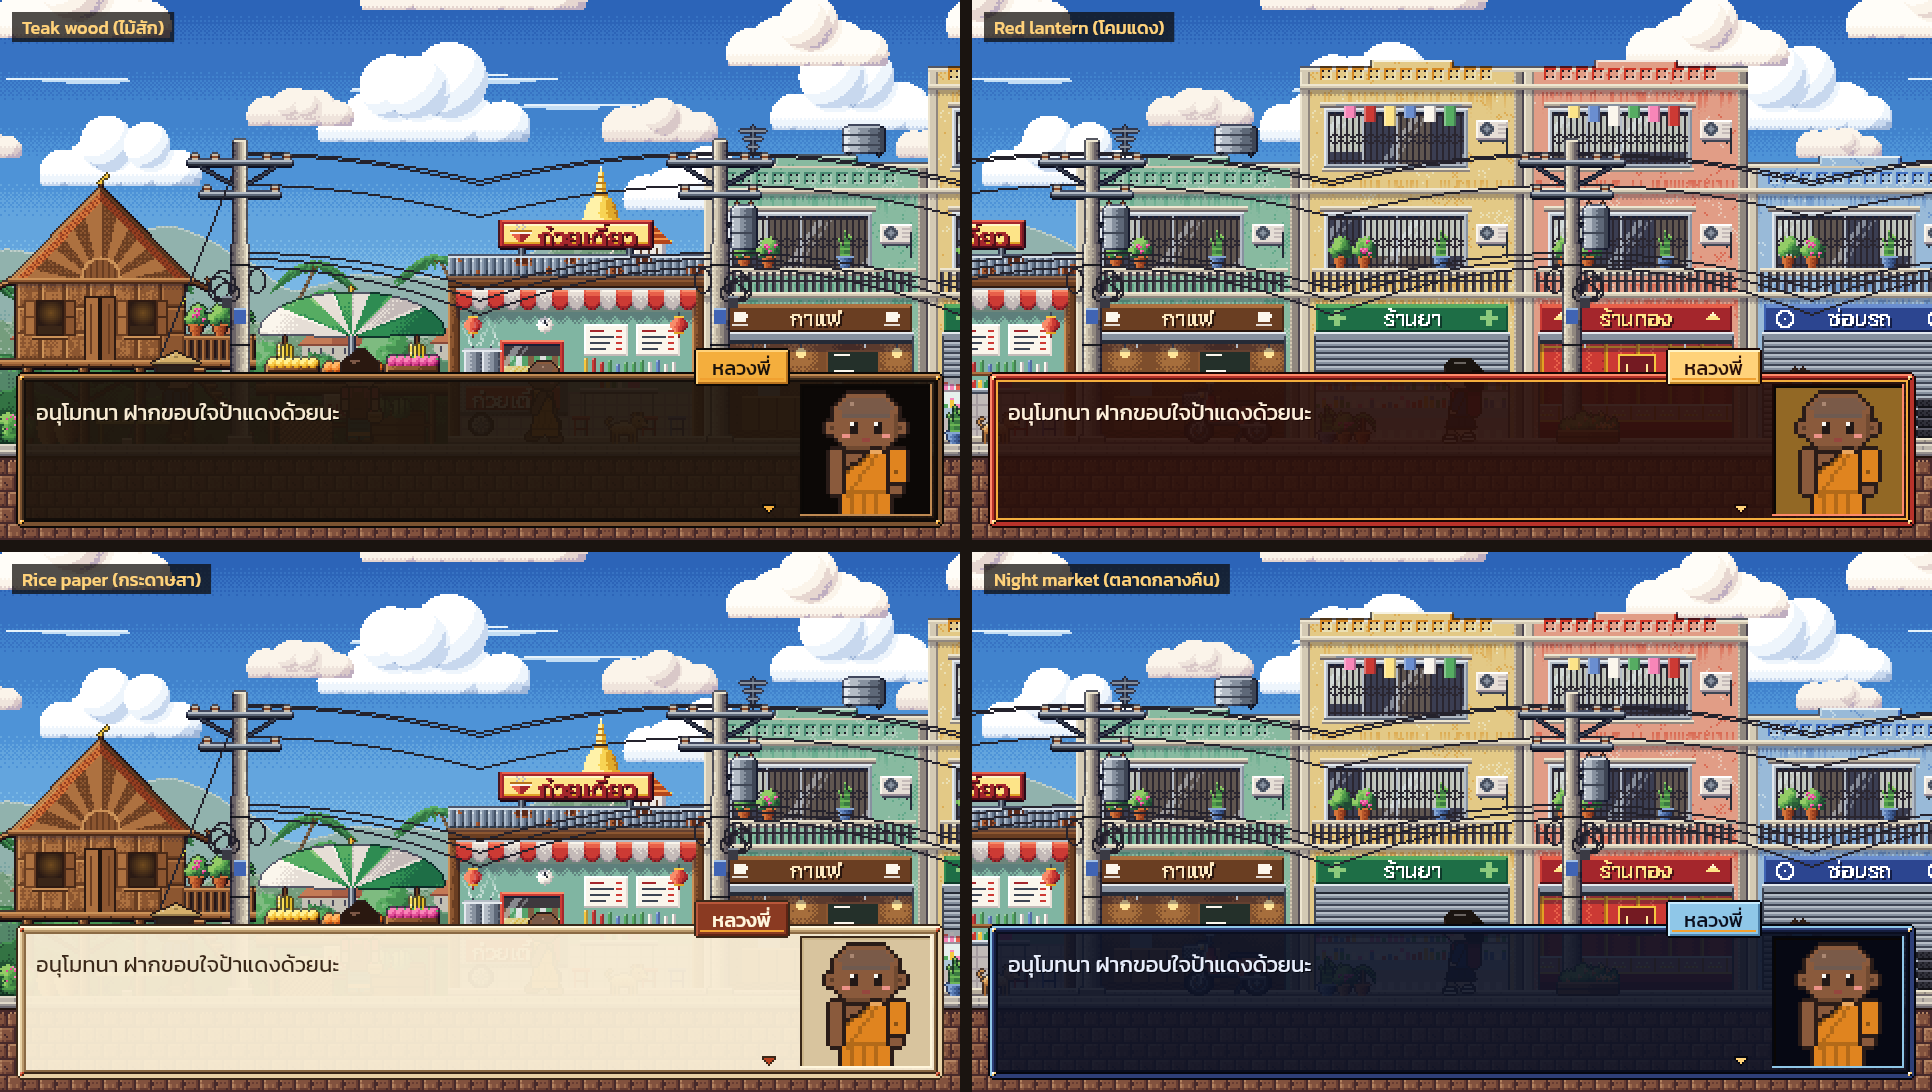 Teak wood (ไม้สัก)
ก๋วยเตี๋ยว
กาแฟ
หลวงพี่
อนุโมทนา ฝากขอบใจป้าแดงด้วยนะ
Red lantern (โคมแดง)
กาแฟ
ร้านยา
ร้านทอง
ซ่อมรถ
หลวงพี่
อนุโมทนา ฝากขอบใจป้าแดงด้วยนะ
Rice paper (กระดาษสา)
ก๋วยเตี๋ยว
กาแฟ
หลวงพี่
อนุโมทนา ฝากขอบใจป้าแดงด้วยนะ
Night market (ตลาดกลางคืน)
กาแฟ
ร้านยา
ร้านทอง
ซ่อมรถ
หลวงพี่
อนุโมทนา ฝากขอบใจป้าแดงด้วยนะ